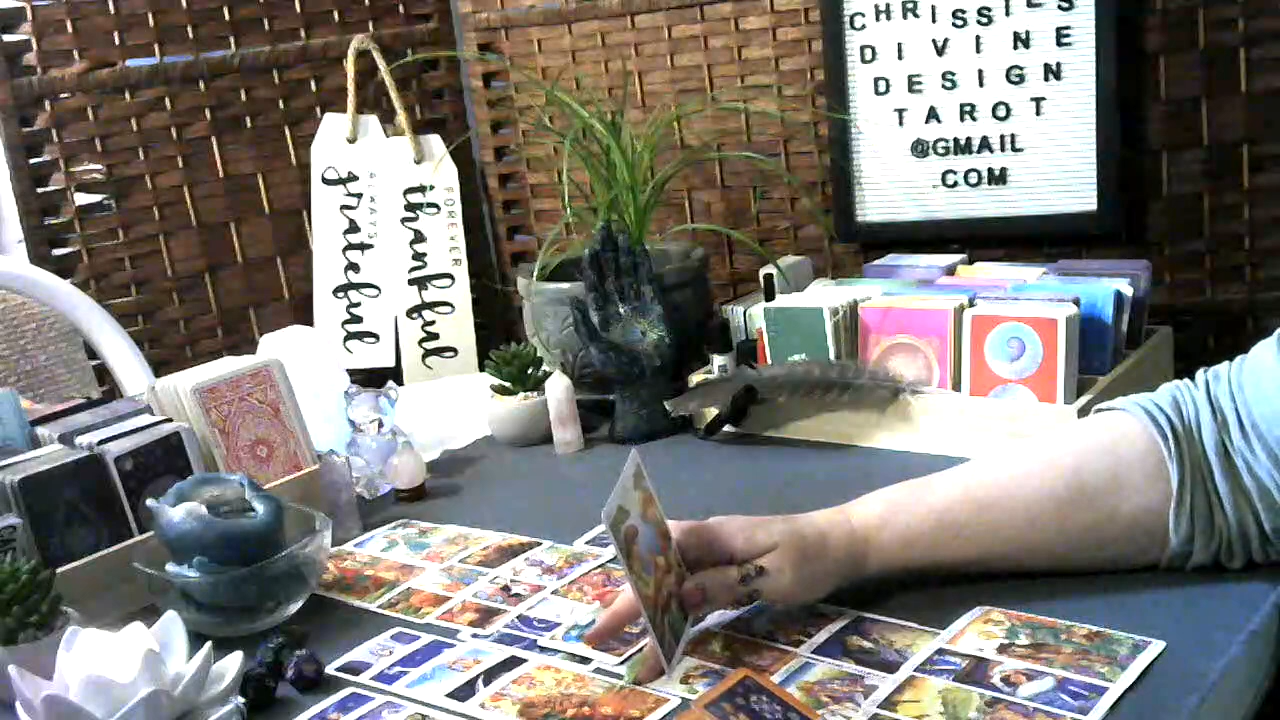 CHRISSIES
DIVINE
DESIGN
TAROT
@GMAIL
.COM
ALWAYS
grateful
FOREVER
thankful